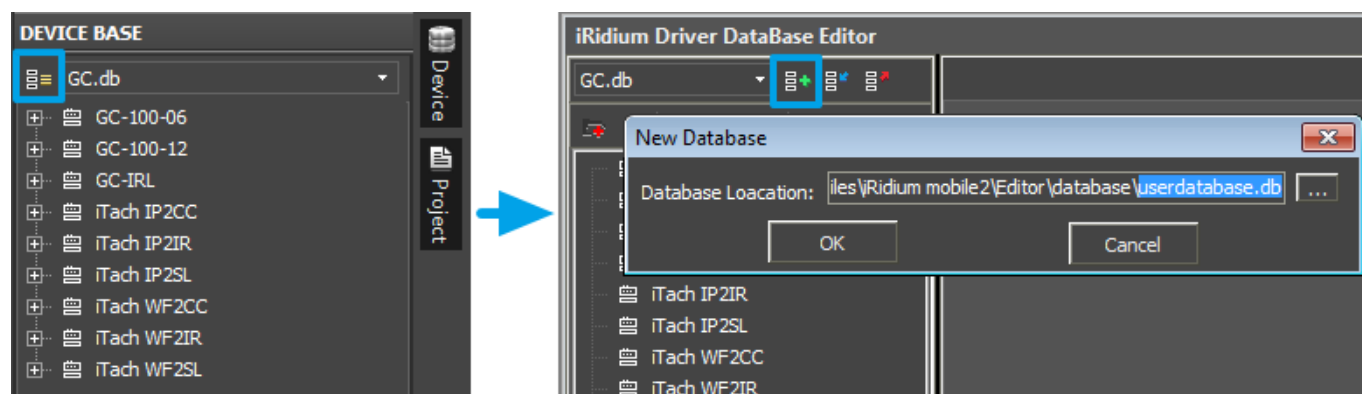 DEVICE BASE
GC.db
GC-100-06
GC-100-12
GC-IRL
iTach IP2CC
iTach IP2IR
iTach IP2SL
iTach WF2CC
iTach WF2IR
iTach WF2SL
Device
Project
iRidium Driver DataBase Editor
GC.db
New Database
Database Loacation: iles\iRidium mobile2\Editor\database\userdatabase.db ...
OK Cancel
iTach IP2IR
iTach IP2SL
iTach WF2CC
iTach WF2IR